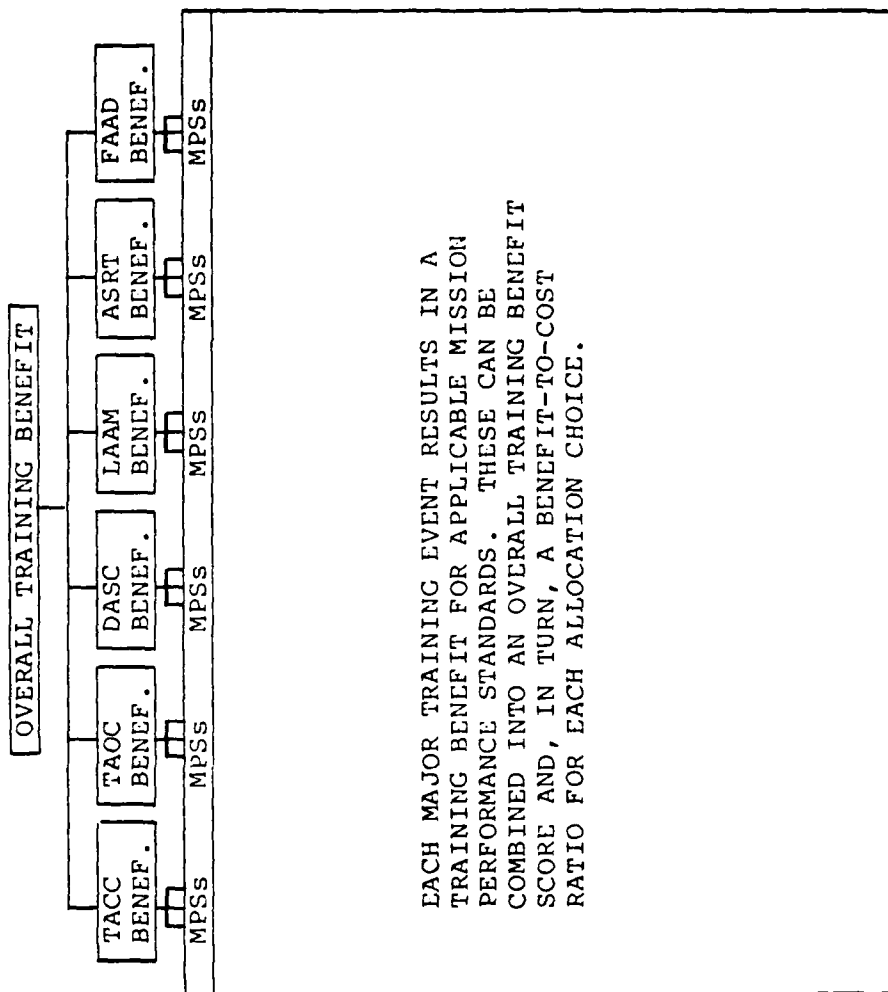 OVERALL TRAINING BENEFIT
TACC BENEF.
TAOC BENEF.
DASC BENEF.
LAAM BENEF.
ASRT BENEF.
FAAD BENEF.
MPSs MPSs MPSs MPSs MPSs MPSs
EACH MAJOR TRAINING EVENT RESULTS IN A
TRAINING BENEFIT FOR APPLICABLE MISSION
PERFORMANCE STANDARDS. THESE CAN BE
COMBINED INTO AN OVERALL TRAINING BENEFIT
SCORE AND, IN TURN, A BENEFIT-TO-COST
RATIO FOR EACH ALLOCATION CHOICE.